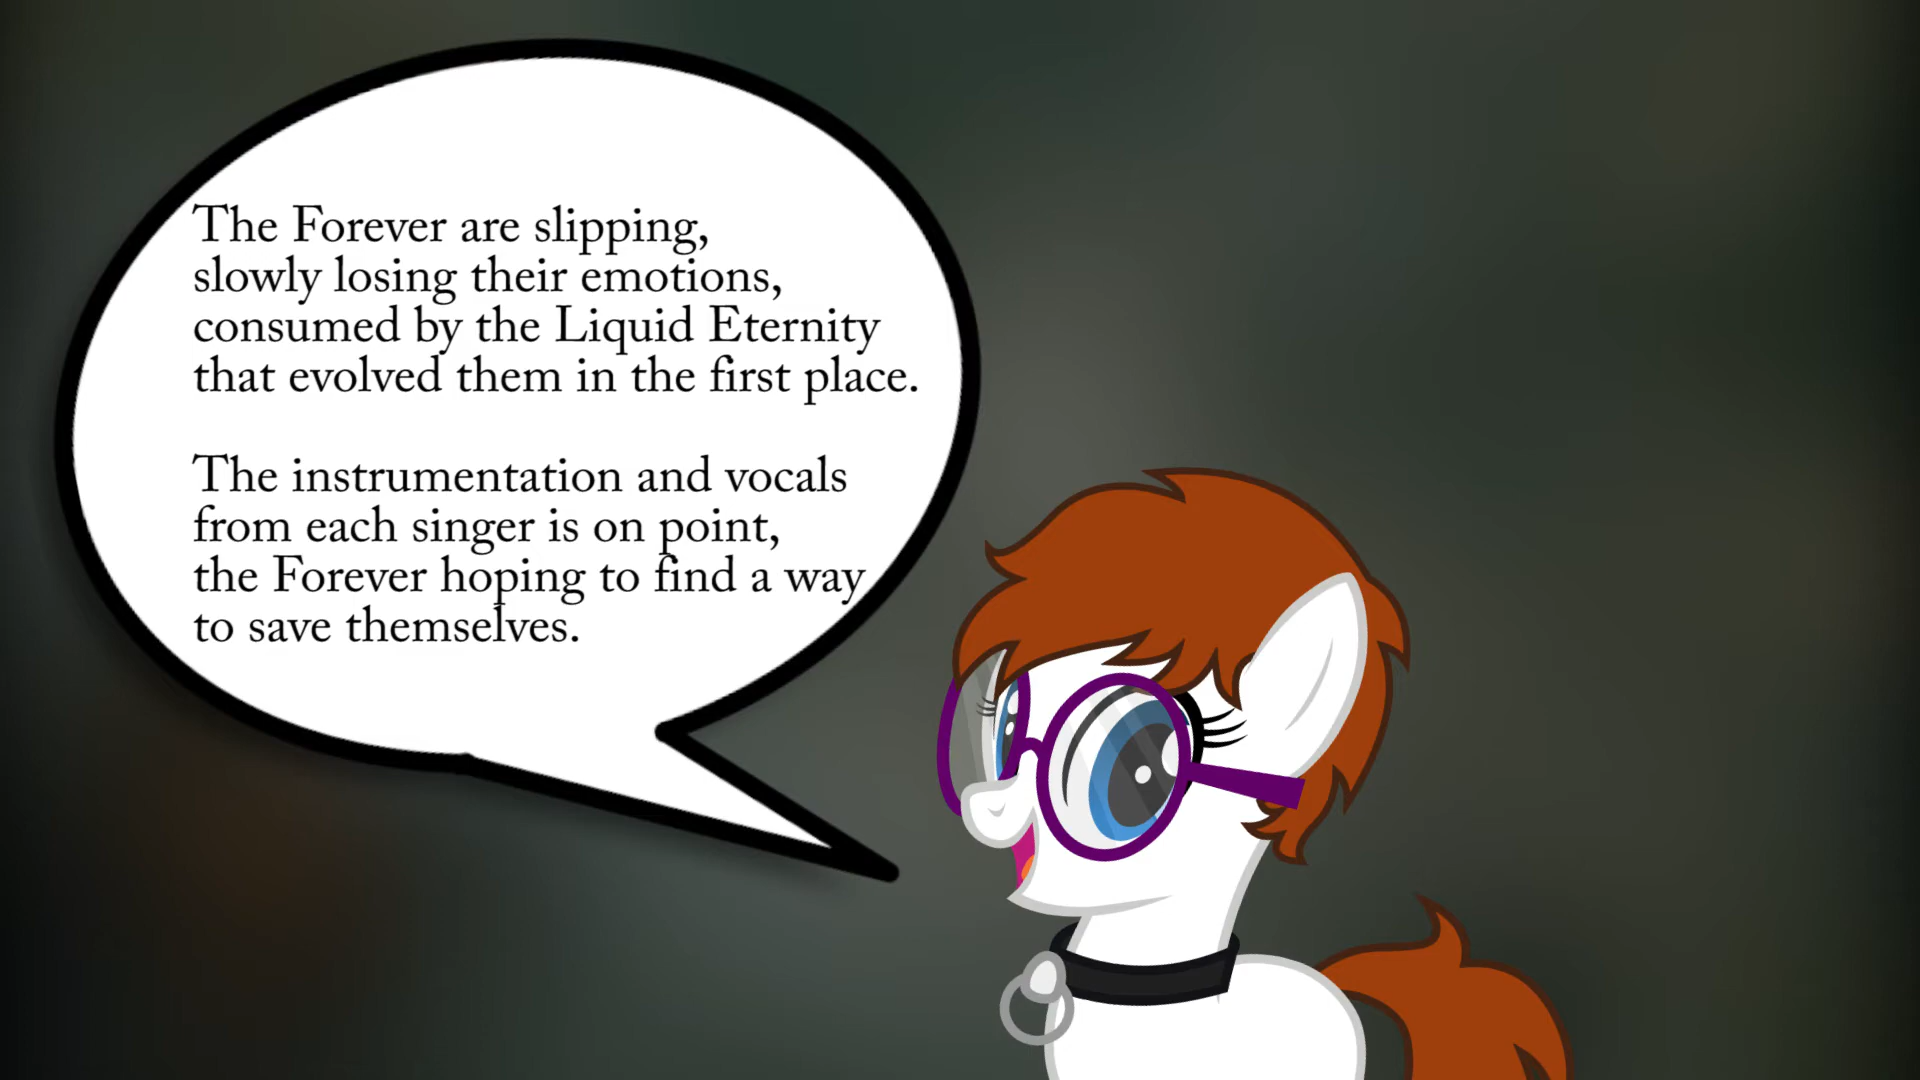 The Forever are slipping,
slowly losing their emotions,
consumed by the Liquid Eternity
that evolved them in the first place.
The instrumentation and vocals
from each singer is on point,
the Forever hoping to find a way
to save themselves.